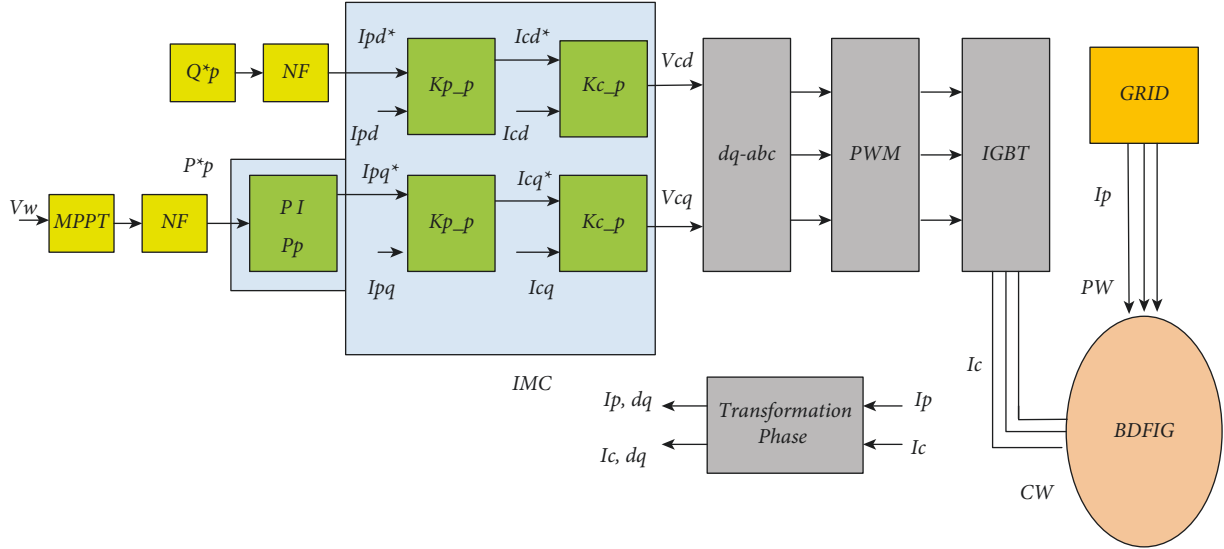 Q*p
NF
Ipd*
Kp_p
Ipd
Icd*
Kc_p
Icd
Vcd
dq-abc
PWM
IGBT
GRID
Ip
PW
P*p
Vw
MPPT
NF
P I
Pp
Ipq*
Kp_p
Ipq
Icq*
Kc_p
Icq
Vcq
IMC
Ip, dq
Ic, dq
Transformation
Phase
Ip
Ic
Ic
CW
BDFIG